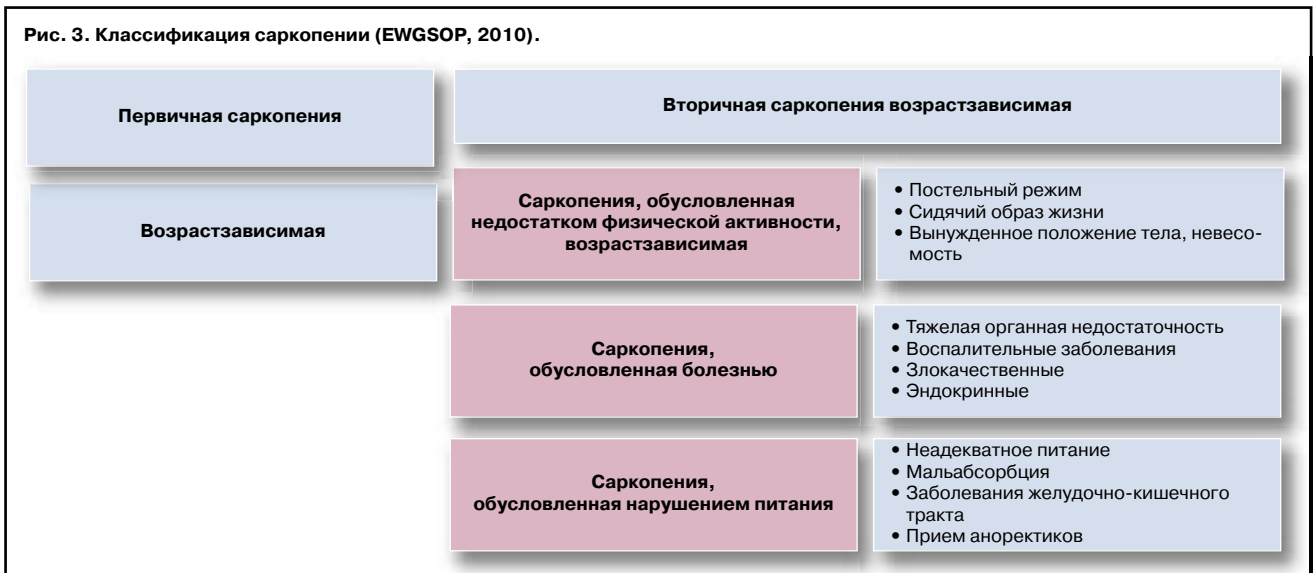 Рис. 3. Классификация саркопении (EWGSOP, 2010).
Первичная саркопения
Вторичная саркопения возрастзависимая
Возрастзависимая
Саркопения, обусловленная
недостатком физической активности,
возрастзависимая
• Постельный режим
• Сидячий образ жизни
• Вынужденное положение тела, невесо-
мость
Саркопения,
обусловленная болезнью
• Тяжелая органная недостаточность
• Воспалительные заболевания
• Злокачественные
• Эндокринные
Саркопения,
обусловленная нарушением питания
• Неадекватное питание
• Мальабсорбция
• Заболевания желудочно-кишечного
тракта
• Прием аноректиков